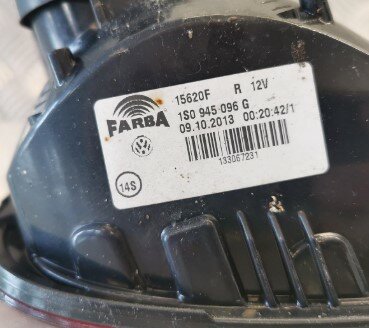 15620F R 12V
FARBA
1S0 945 096 G
09.10.2013 00:20:42/1
133067231
14S